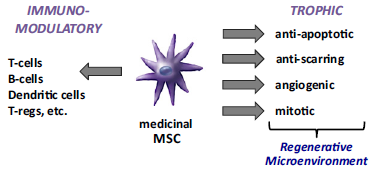 IMMUNO-
MODULATORY
T-cells
B-cells
Dendritic cells
T-regs, etc.
medicinal
MSC
TROPHIC
anti-apoptotic
anti-scarring
angiogenic
mitotic
Regenerative
Microenvironment